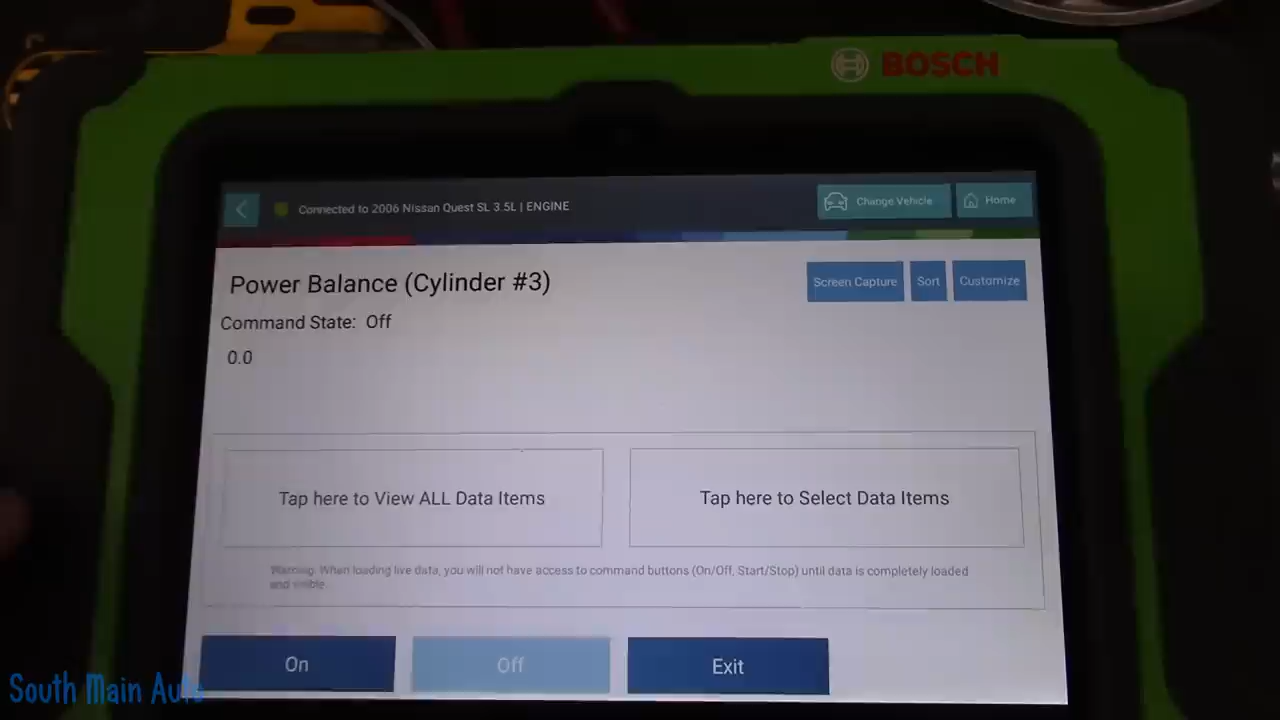 BOSCH
Connected to 2006 Nissan Quest SL 3.5L | ENGINE
Change Vehicle
Home
Power Balance (Cylinder #3)
Screen Capture
Sort
Customize
Command State: Off
0.0
Tap here to View ALL Data Items
Tap here to Select Data Items
Warning: When loading live data, you will not have access to command buttons (On/Off, Start/Stop) until data is completely loaded
and visible.
On
Off
Exit
South Main Auto